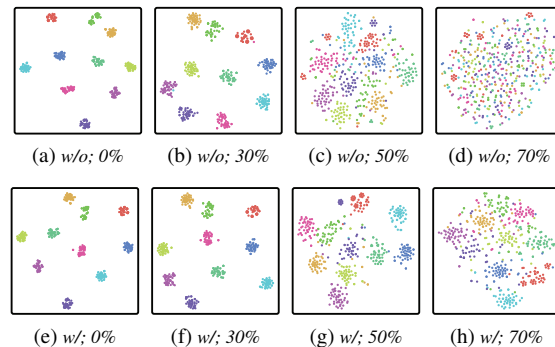 (a) w/o; 0% (b) w/o; 30% (c) w/o; 50% (d) w/o; 70%
(e) w/; 0% (f) w/; 30% (g) w/; 50% (h) w/; 70%